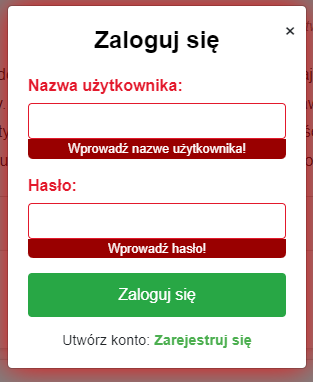 Zaloguj się
×
Nazwa użytkownika:
Wprowadź nazwe użytkownika!
Hasło:
Wprowadź hasło!
Zaloguj się
Utwórz konto: Zarejestruj się